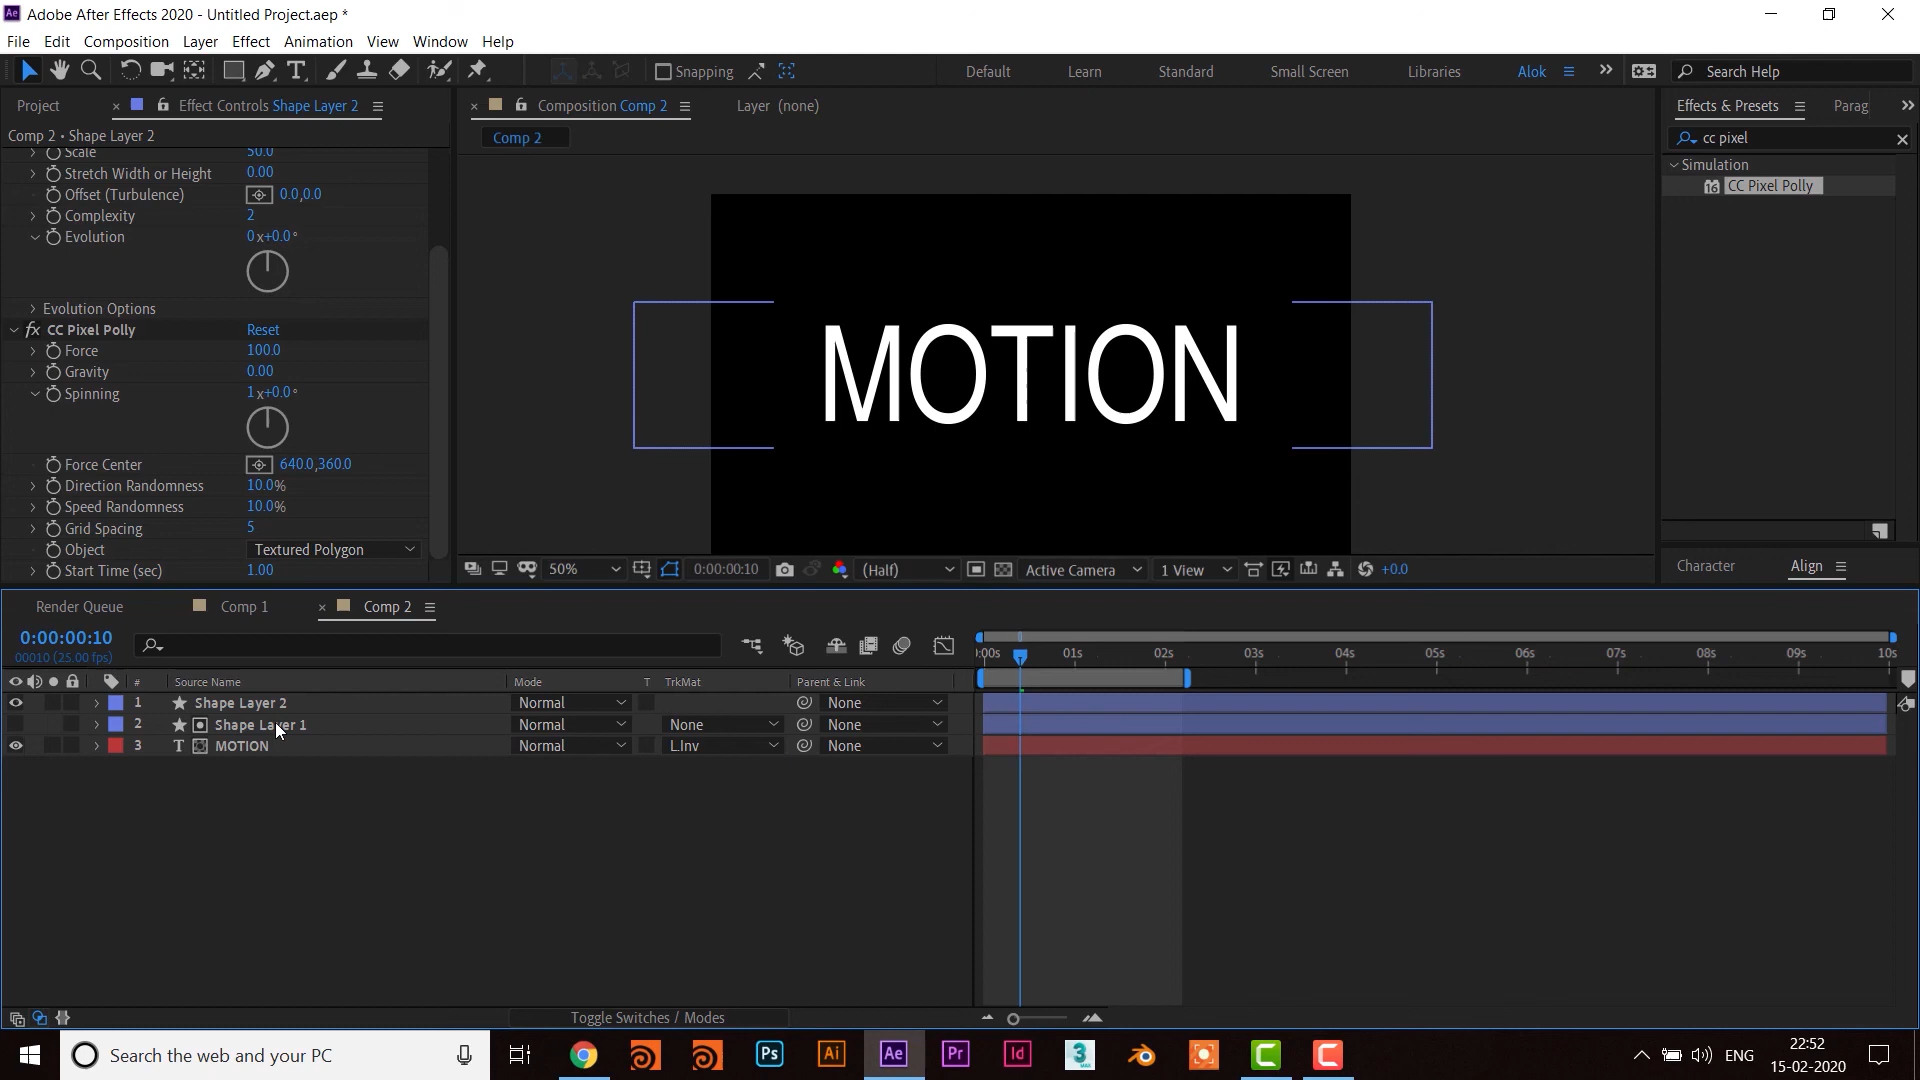 Ae Adobe After Effects 2020 - Untitled Project.aep *
File Edit Composition Layer Effect Animation View Window Help
Snapping
Default Learn Standard Small Screen Libraries Alok
Search Help
Project
Effect Controls Shape Layer 2
Composition Comp 2
Layer (none)
Effects & Presets
Parag
Comp 2 • Shape Layer 2
Comp 2
cc pixel
Simulation
16 CC Pixel Polly
Scale 50.0
Stretch Width or Height 0.00
Offset (Turbulence) 0.0,0.0
Complexity 2
Evolution 0x+0.0°
Evolution Options
fx CC Pixel Polly Reset
Force 100.0
Gravity 0.00
Spinning 1x+0.0°
Force Center 640.0,360.0
Direction Randomness 10.0%
Speed Randomness 10.0%
Grid Spacing 5
Object Textured Polygon
Start Time (sec) 1.00
MOTION
50% 0:00:00:10 (Half) Active Camera 1 View +0.0
Character Align
Render Queue Comp 1 Comp 2
0:00:00:10
00010 (25.00 fps)
):00s 01s 02s 03s 04s 05s 06s 07s 08s 09s 10s
# Source Name Mode T TrkMat Parent & Link
1 Shape Layer 2 Normal None
2 Shape Layer 1 Normal None None
3 T MOTION Normal L.Inv None
Toggle Switches / Modes
Search the web and your PC
Ps Ai Ae Pr Id 3
ENG
22:52
15-02-2020